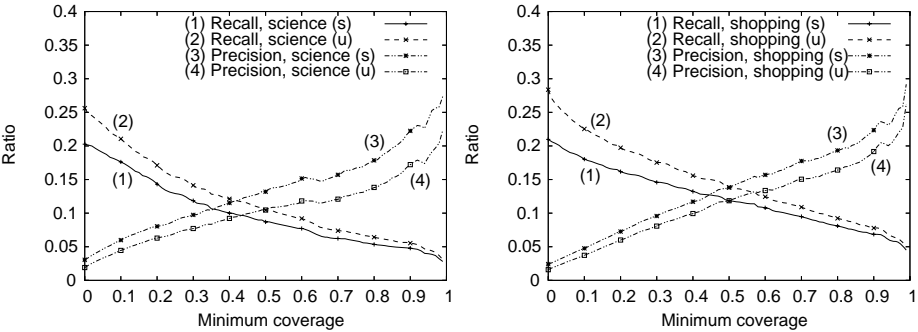 0.4
0.35
0.3
0.25
0.2
0.15
0.1
0.05
0
Ratio
(1) Recall, science (s)
(2) Recall, science (u)
(3) Precision, science (s)
(4) Precision, science (u)
(2)
(1)
(3)
(4)
0 0.1 0.2 0.3 0.4 0.5 0.6 0.7 0.8 0.9 1
Minimum coverage
0.4
0.35
0.3
0.25
0.2
0.15
0.1
0.05
0
Ratio
(1) Recall, shopping (s)
(2) Recall, shopping (u)
(3) Precision, shopping (s)
(4) Precision, shopping (u)
(2)
(1)
(3)
(4)
0 0.1 0.2 0.3 0.4 0.5 0.6 0.7 0.8 0.9 1
Minimum coverage